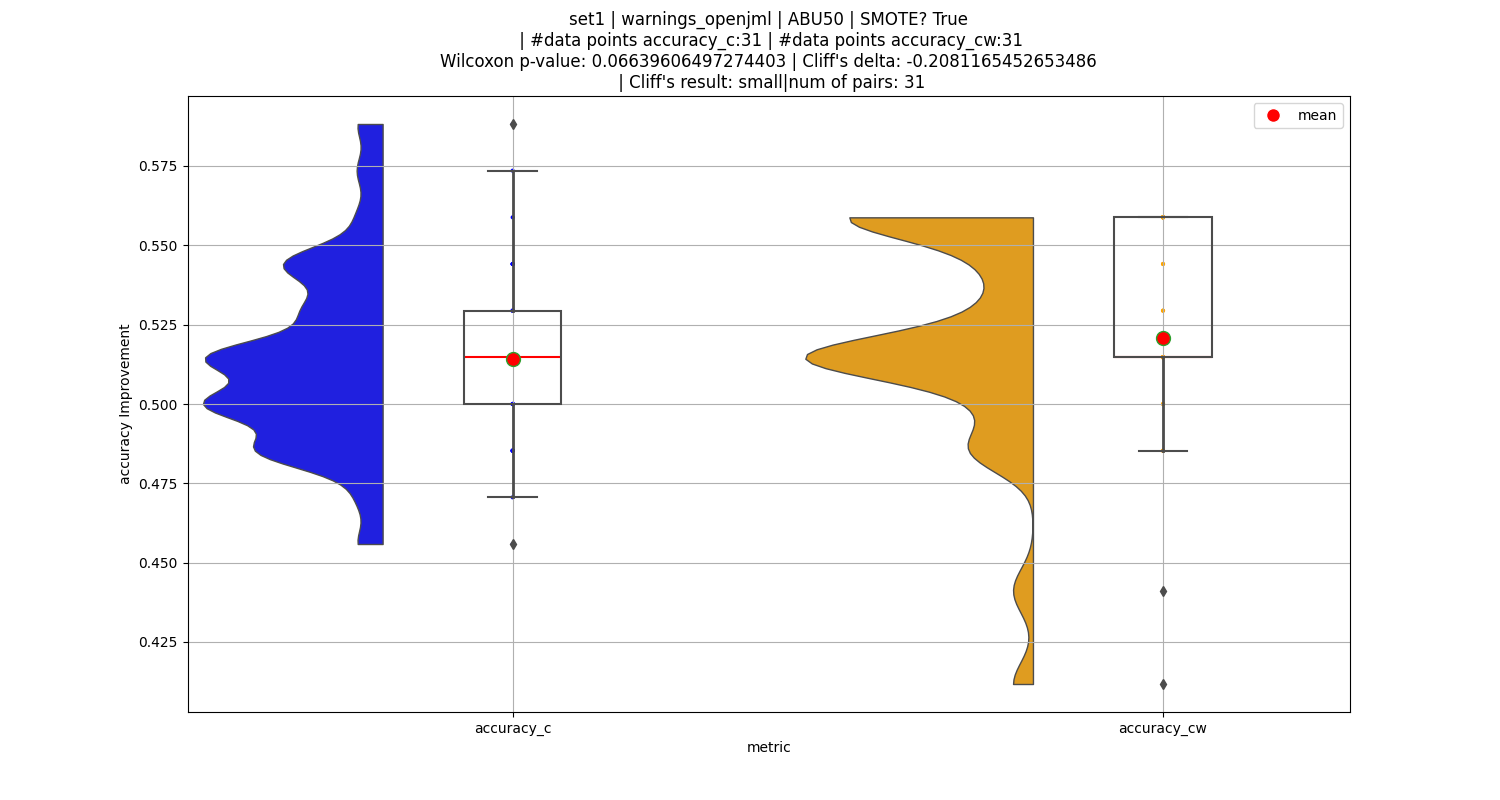 set1 | warnings_openjml | ABU50 | SMOTE? True
| #data points accuracy_c:31 | #data points accuracy_cw:31
Wilcoxon p-value: 0.06639606497274403 | Cliff's delta: -0.2081165452653486
| Cliff's result: small|num of pairs: 31
mean
0.575
0.550
0.525
0.500
0.475
0.450
0.425
accuracy Improvement
accuracy_c
accuracy_cw
metric